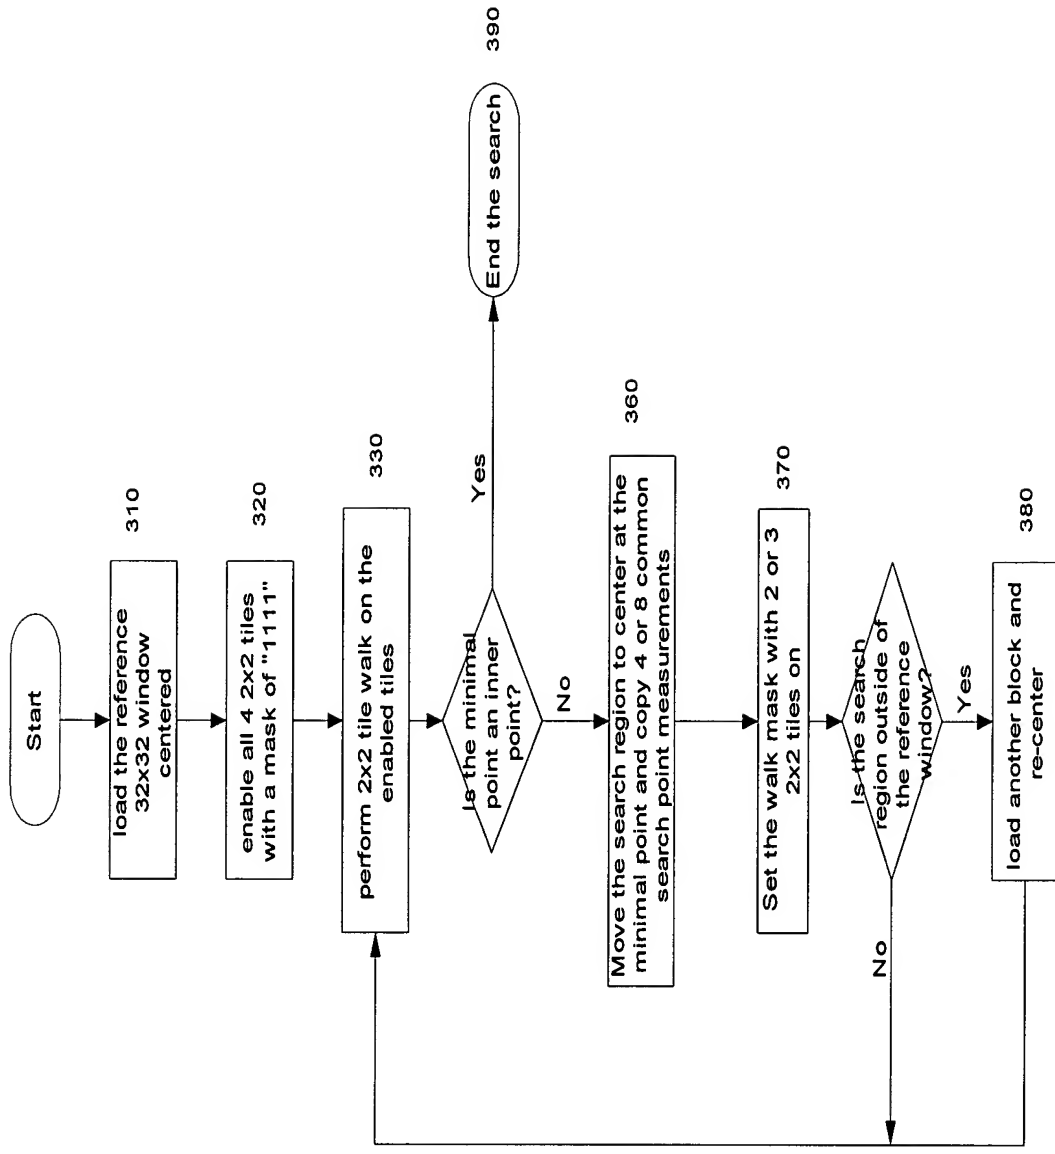 Start
load the reference
32x32 window
centered
310
enable all 4 2x2 tiles
with a mask of "1111"
320
perform 2x2 tile walk on the
enabled tiles
330
Is the minimal
point an inner
point?
Yes
End the search
390
No
Move the search region to center at the
minimal point and copy 4 or 8 common
search point measurements
360
Set the walk mask with 2 or 3
2x2 tiles on
370
Is the search
region outside of
the reference
window?
No
Yes
load another block and
re-center
380